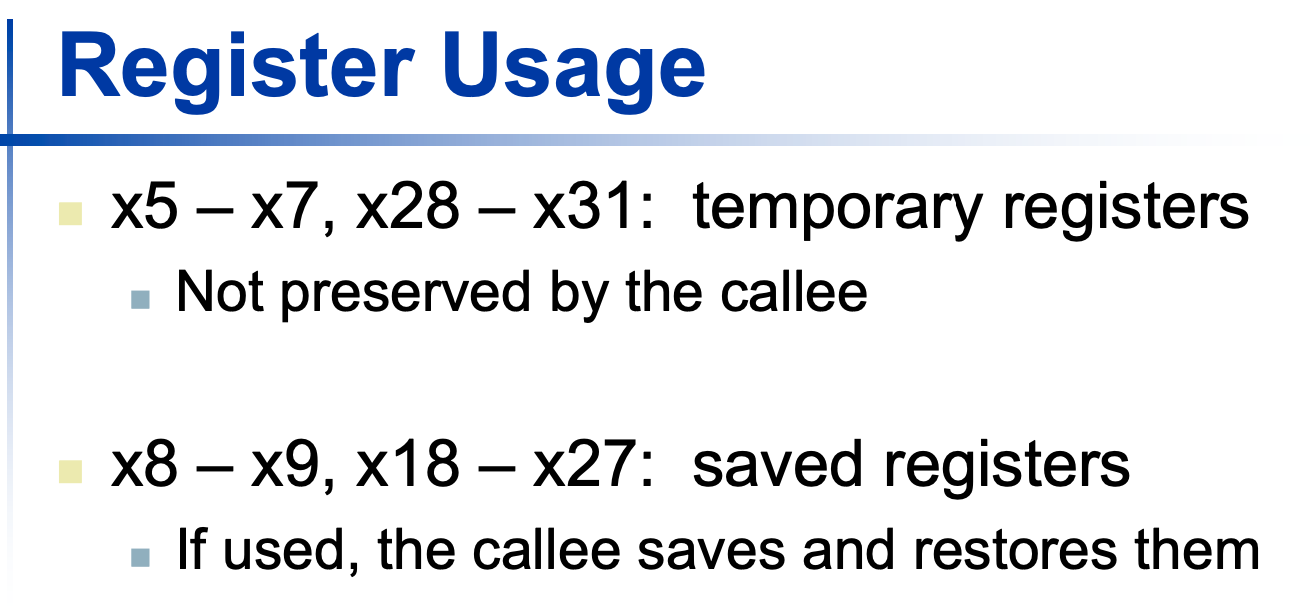 Register Usage
x5 – x7, x28 – x31: temporary registers
Not preserved by the callee
x8 – x9, x18 – x27: saved registers
If used, the callee saves and restores them